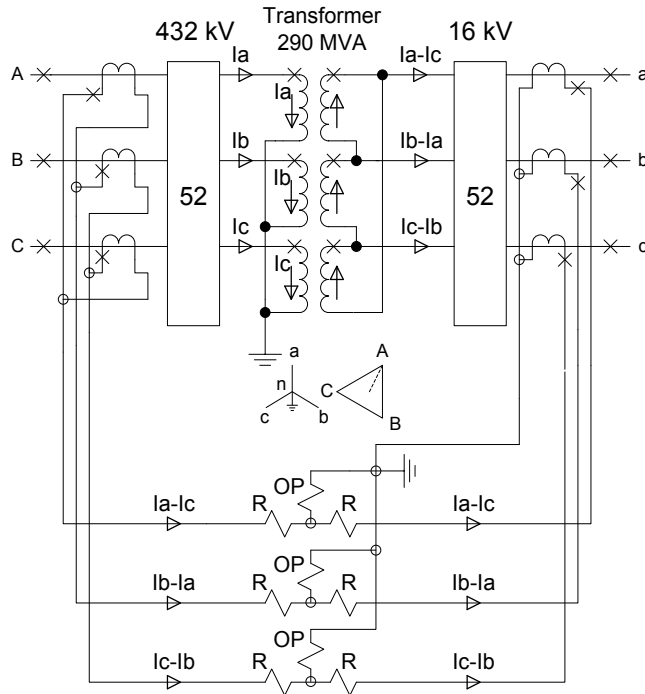 Transformer
432 kV 290 MVA 16 kV
A Ia Ia-Ic a
Ia
B Ib Ib-Ia b
52 Ib 52
C Ic Ic-Ib c
Ic
a A
n C
c b B
OP
Ia-Ic R R Ia-Ic
OP
Ib-Ia R R Ib-Ia
OP
Ic-Ib R R Ic-Ib